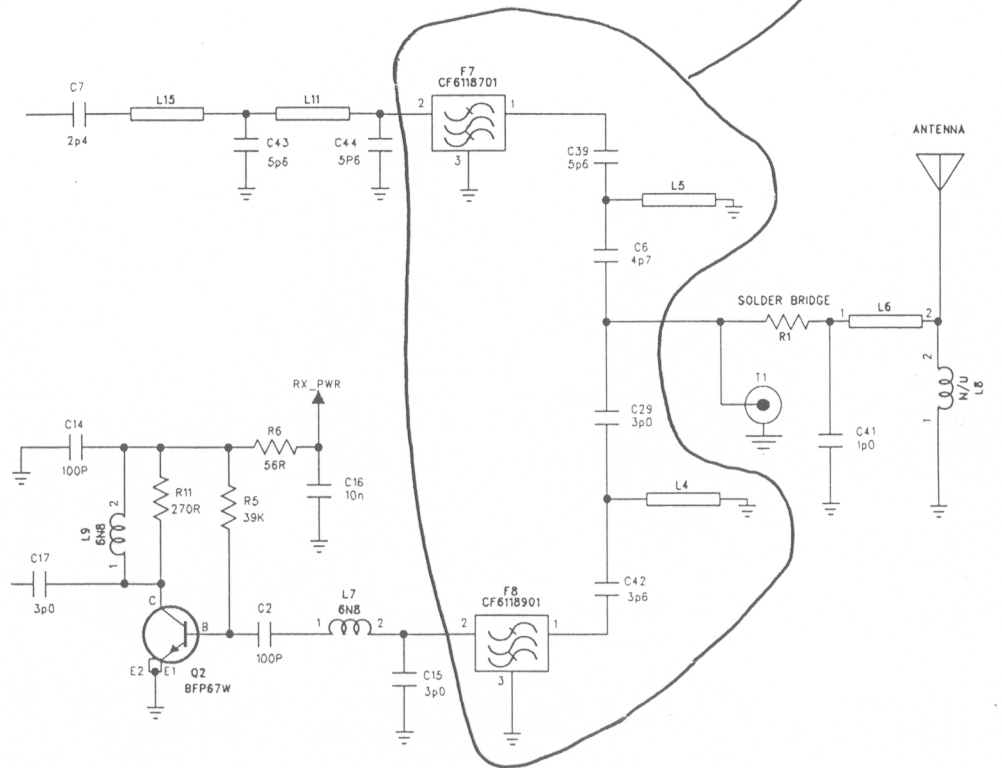 F7
CF6118701
C7
2p4
L15
L11
2
1
3
C43
5p6
C44
5P6
C39
5p6
L5
ANTENNA
C6
4p7
SOLDER BRIDGE
R1
1
L6
2
T1
C41
1p0
2
1
N/U
L8
RX_PWR
C14
100P
R6
56R
C16
10n
R11
270R
R5
39K
L9
6N8
2
1
C17
3p0
C29
3p0
L4
C42
3p6
F8
CF6118901
2
1
3
L7
6N8
1
2
C2
100P
C15
3p0
C
B
E2
E1
Q2
BFP67W